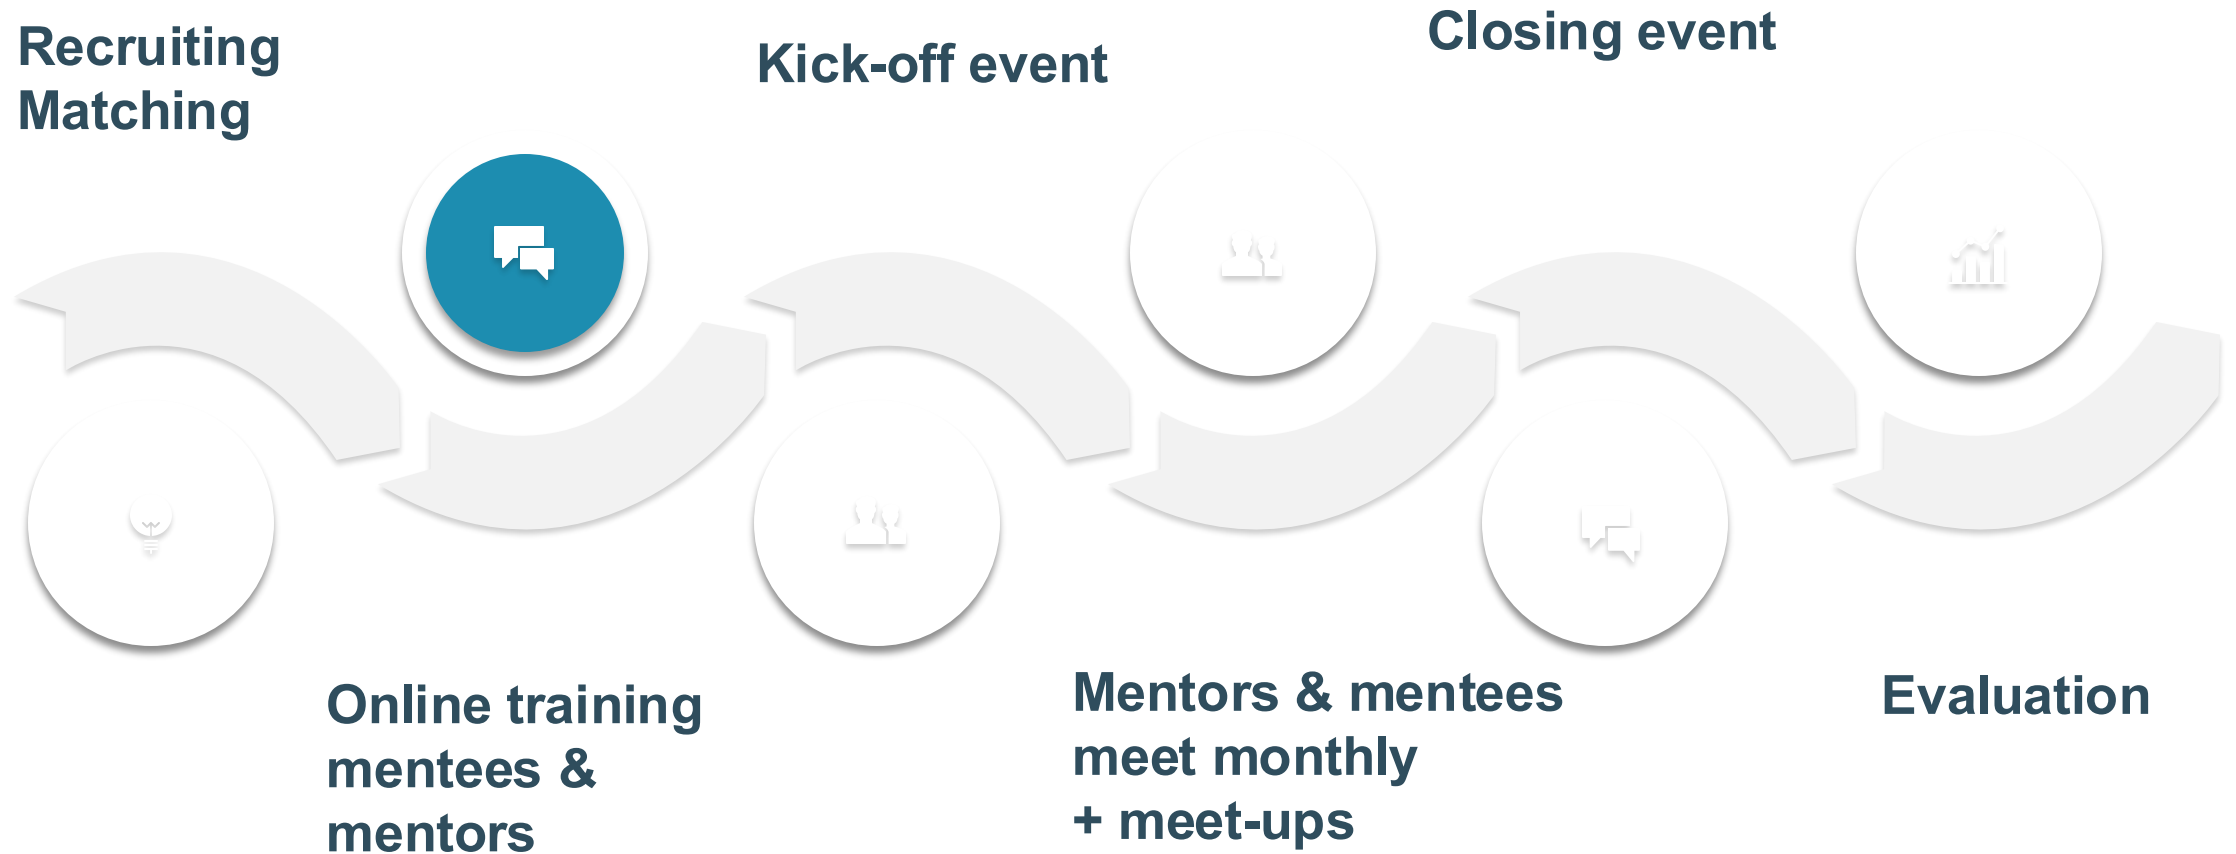 Recruiting
Matching
Online training
mentees &
mentors
Kick-off event
Mentors & mentees
meet monthly
+ meet-ups
Closing event
Evaluation